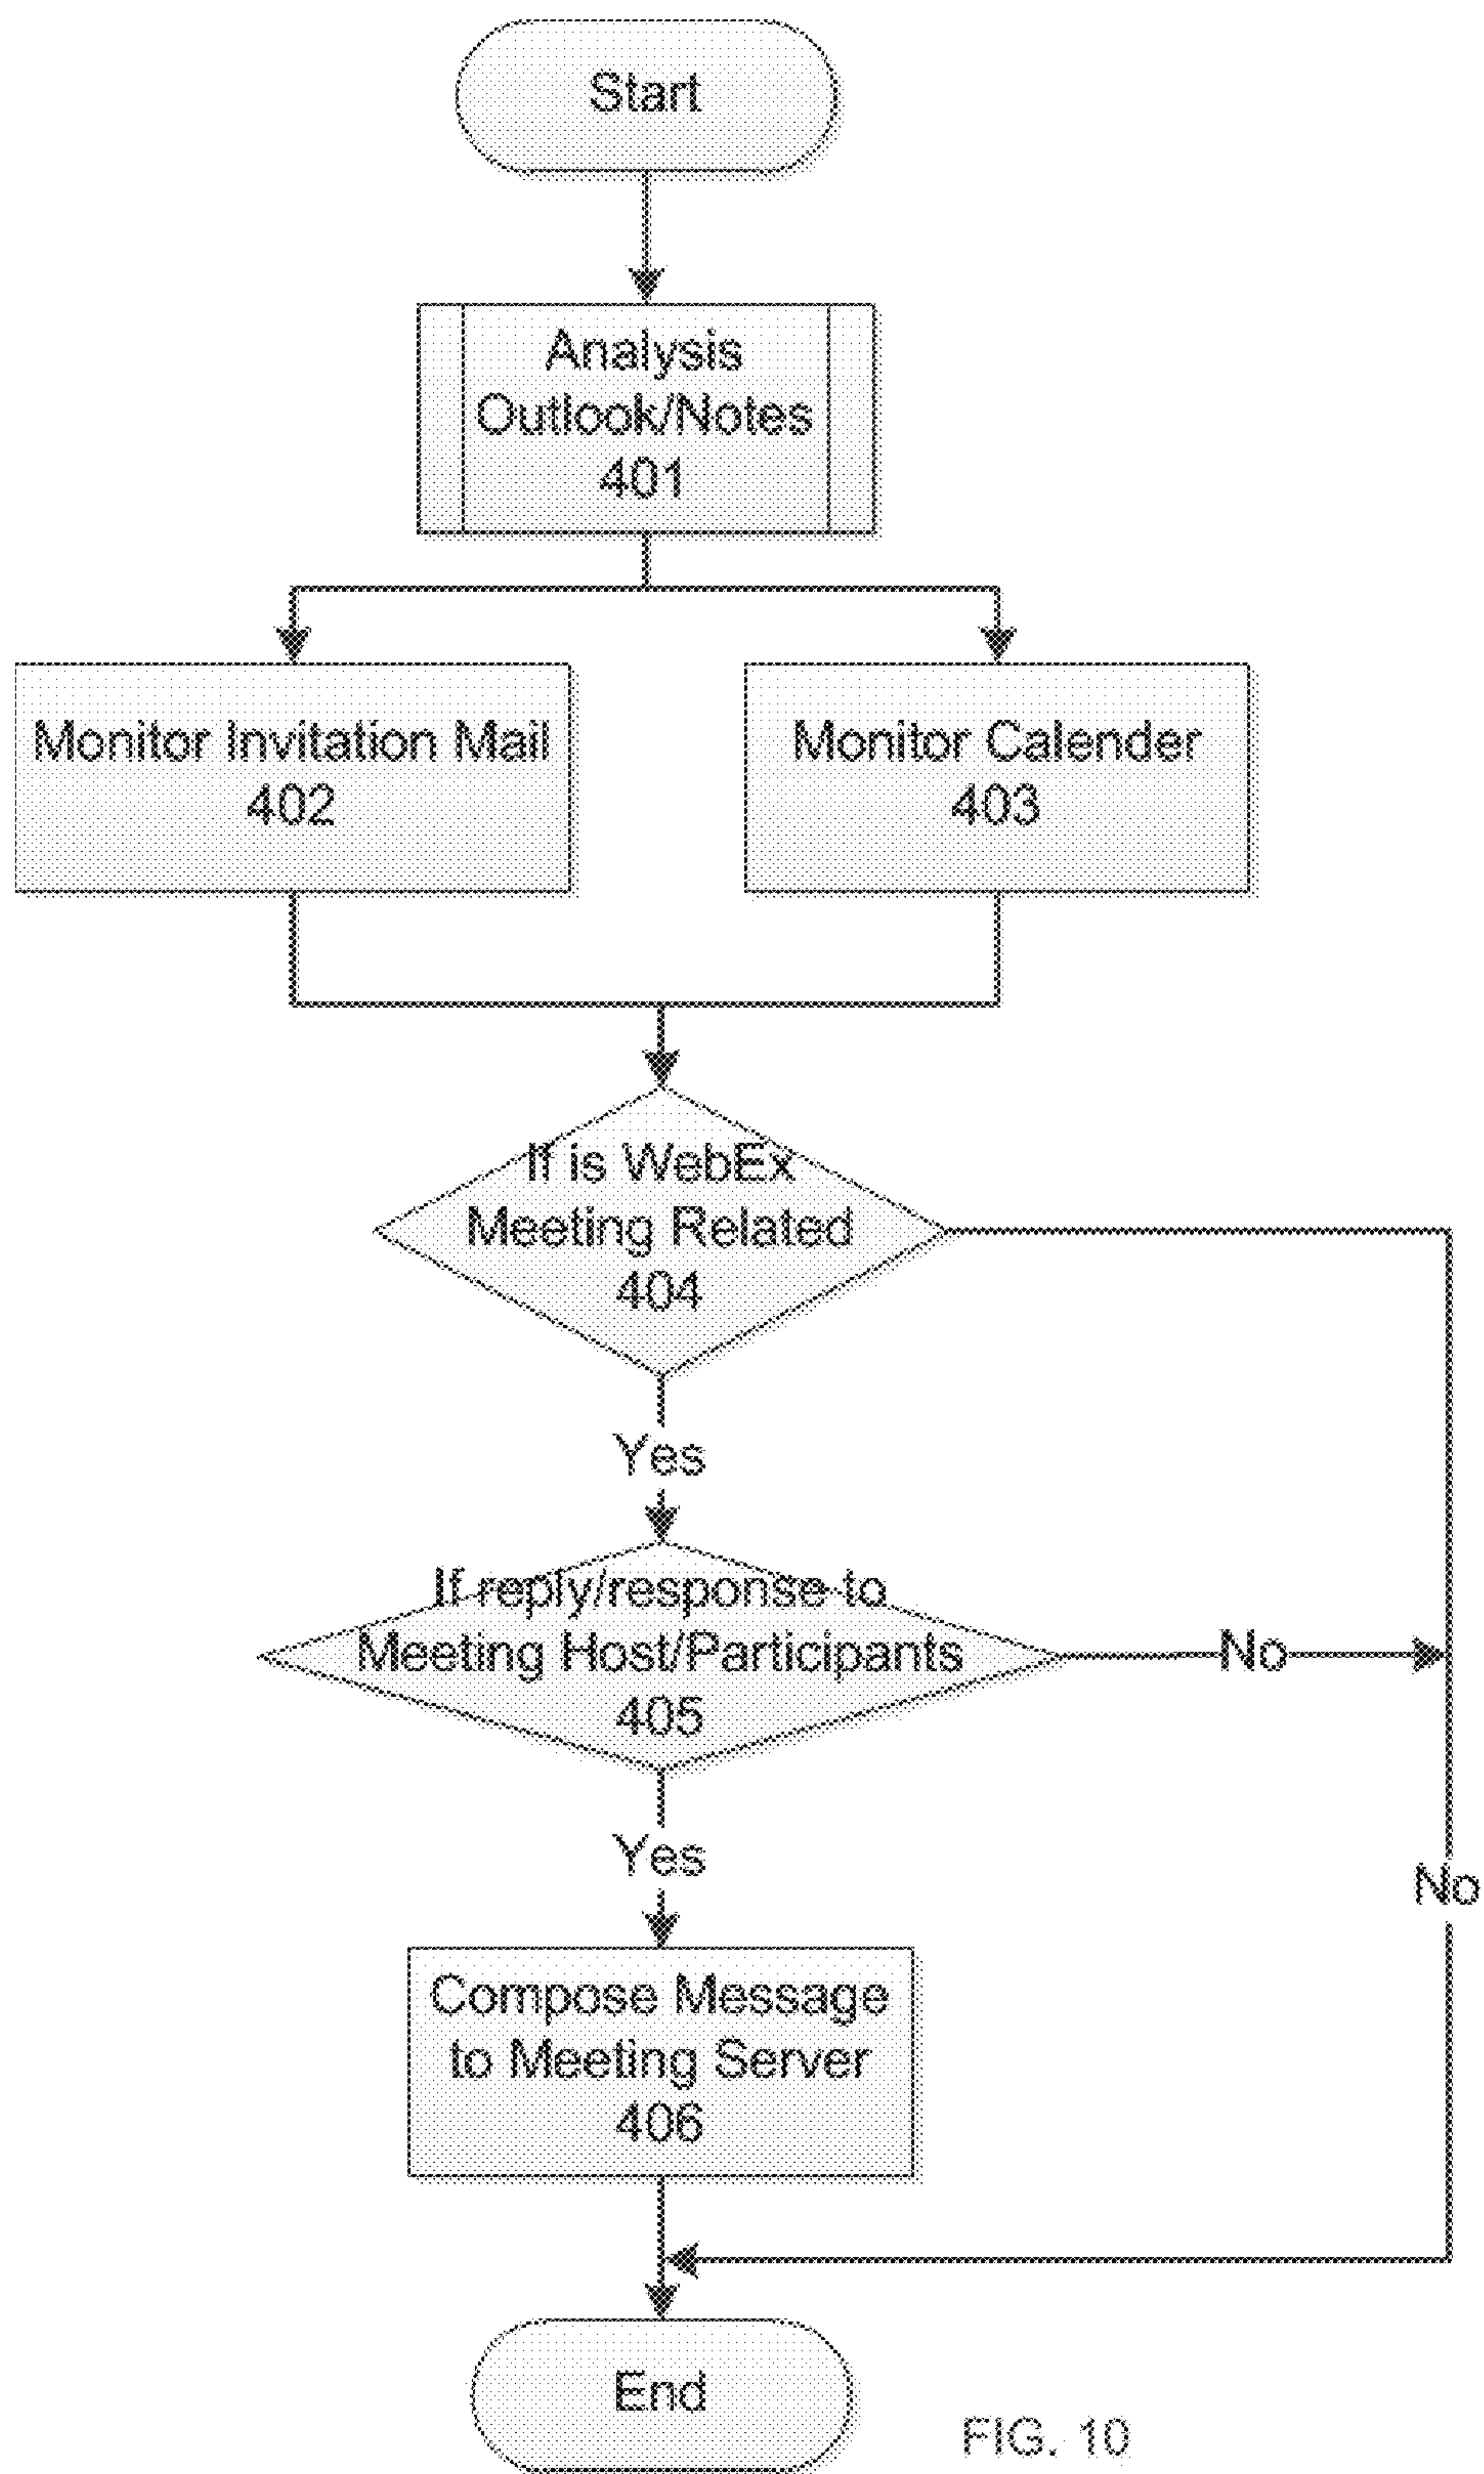 Start
Analysis
Outlook/Notes
401
Monitor Invitation Mail
402
Monitor Calender
403
If is WebEx
Meeting Related
404
Yes
If reply/response to
Meeting Host/Participants
405
No
Yes
No
Compose Message
to Meeting Server
406
End
FIG. 10